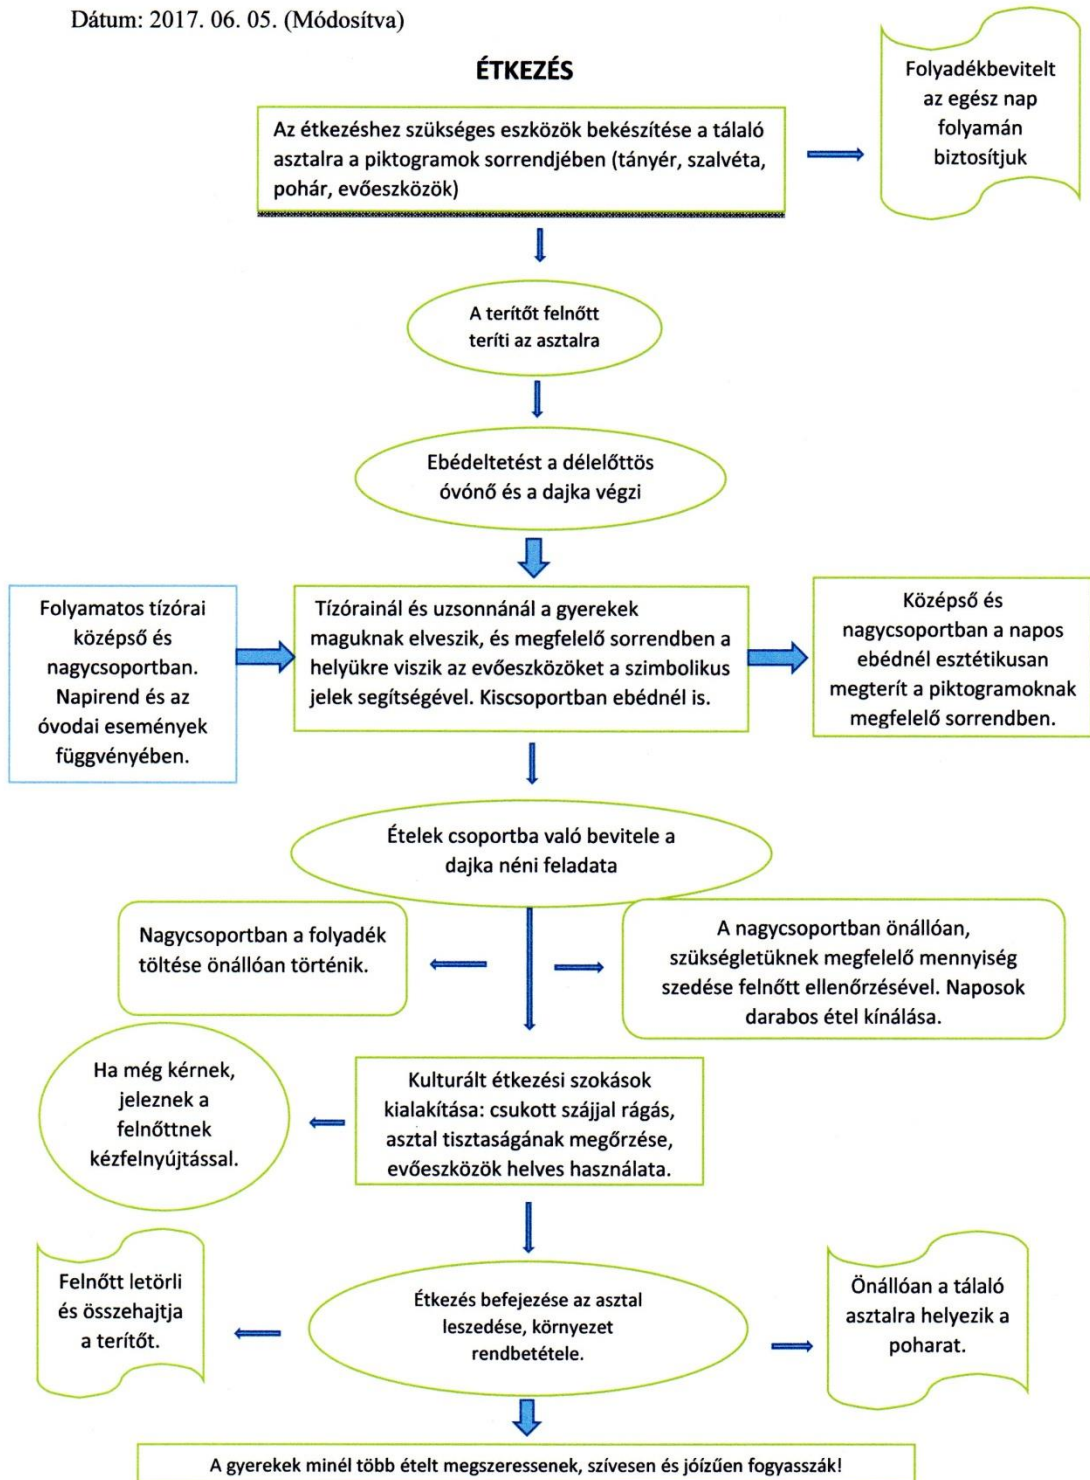 Dátum: 2017. 06. 05. (Módosítva)
ÉTKEZÉS
Az étkezéshez szükséges eszközök bekészítése a tálaló
asztalra a piktogramok sorrendjében (tányér, szalvéta,
pohár, evőeszközök)
Folyadékbevitelt
az egész nap
folyamán
biztosítjuk
A terítőt felnőtt
teríti az asztalra
Ebédeltetést a délelőttös
óvónő és a dajka végzi
Folyamatos tízórai
középső és
nagycsoportban.
Napirend és az
óvodai események
függvényében.
Tízórainál és uzsonnánál a gyerekek
maguknak elveszik, és megfelelő sorrendben a
helyükre viszik az evőeszközöket a szimbolikus
jelek segítségével. Kiscsoportban ebédnél is.
Középső és
nagycsoportban a napos
ebédnél esztétikusan
megterít a piktogramoknak
megfelelő sorrendben.
Ételek csoportba való bevitele a
dajka néni feladata
Nagycsoportban a folyadék
töltése önállóan történik.
A nagycsoportban önállóan,
szükségletüknek megfelelő mennyiség
szedése felnőtt ellenőrzésével. Naposok
darabos étel kínálása.
Ha még kérnek,
jeleznek a
felnőttnek
kézfelnyújtással.
Kulturált étkezési szokások
kialakítása: csukott szájjal rágás,
asztal tisztaságának megőrzése,
evőeszközök helves használata.
Felnőtt letörli
és összehajtja
a terítőt.
Étkezés befejezése az asztal
leszedése, környezet
rendbetétele.
Önállóan a tálaló
asztalra helyezik a
poharat.
A gyerekek minél több ételt megszeressenek, szívesen és jóízűen fogyasszák!